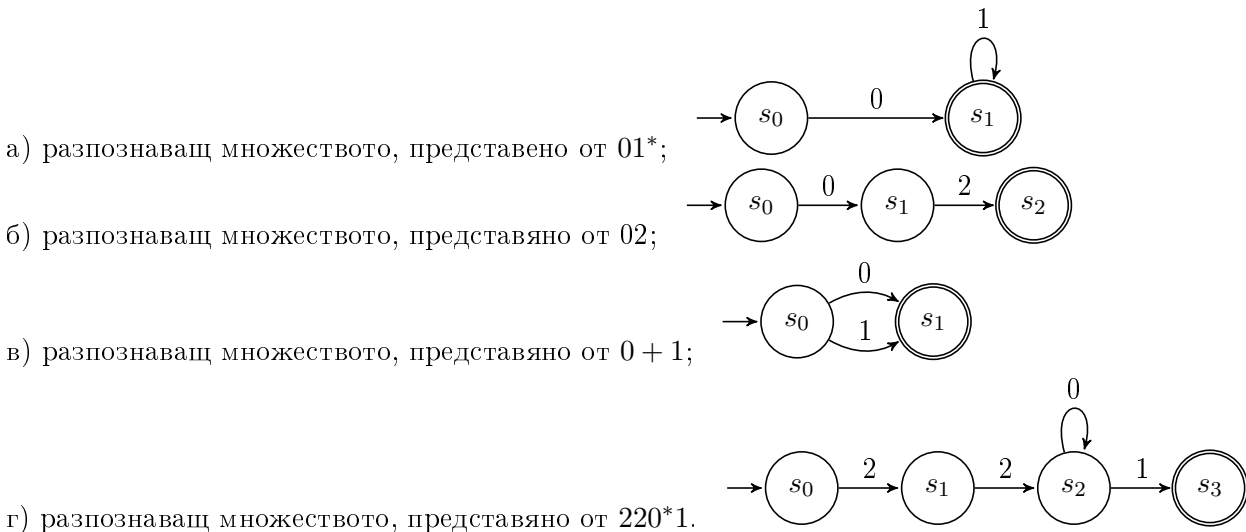 1
0
s₀ s₁
а) разпознаващ множеството, представено от 01*;
0 2
s₀ s₁ s₂
б) разпознаващ множеството, представяно от 02;
0
s₀ s₁
1
в) разпознаващ множеството, представяно от 0 + 1;
0
2 2 1
s₀ s₁ s₂ s₃
г) разпознаващ множеството, представяно от 220*1.